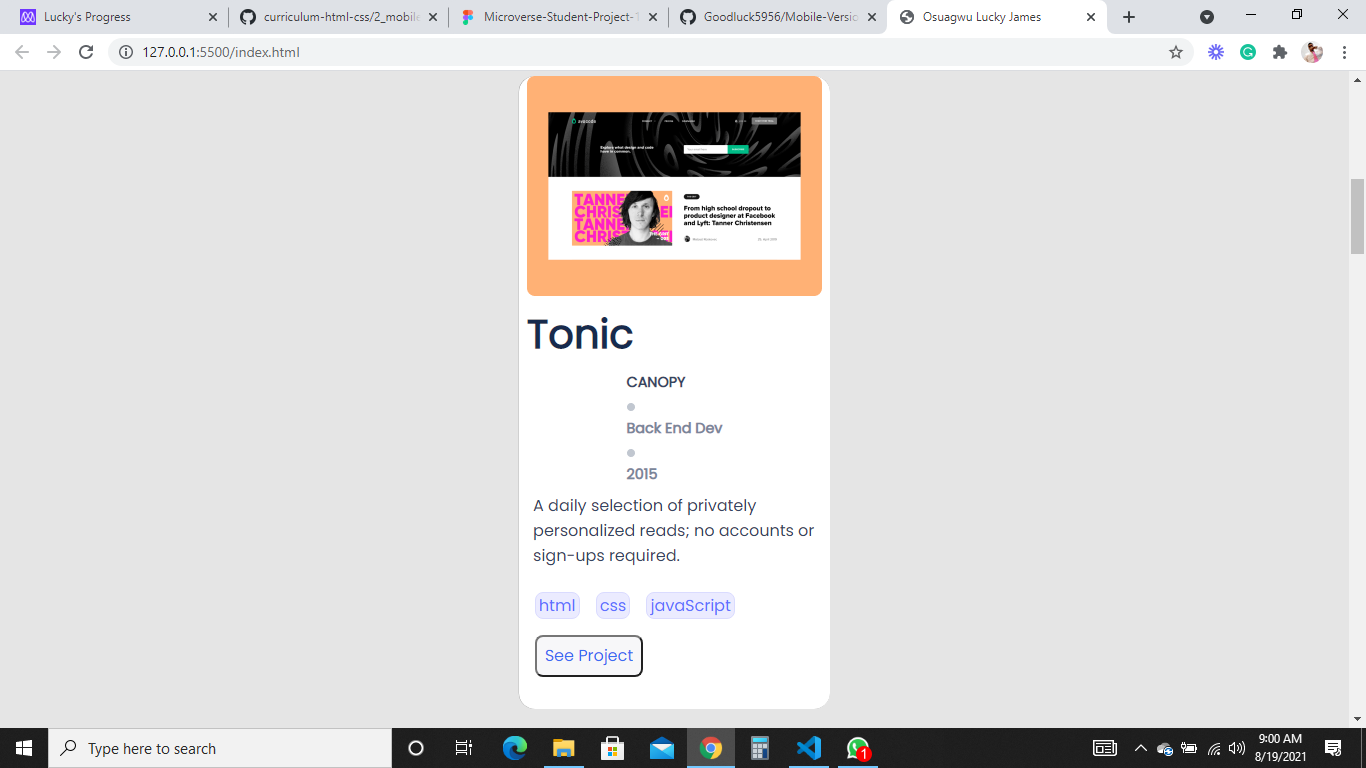 Lucky's Progress
curriculum-html-css/2_mobile
Microverse-Student-Project-1
Goodluck5956/Mobile-Versio
Osuagwu Lucky James
127.0.0.1:5500/index.html
avocode
Explore what design and code
have in common.
TANNE
CHRIS
TANNE
CHRIST
From high school dropout to
product designer at Facebook
and Lyft: Tanner Christensen
Tonic
CANOPY
Back End Dev
2015
A daily selection of privately
personalized reads; no accounts or
sign-ups required.
html css javaScript
See Project
Type here to search
1
9:00 AM
8/19/2021